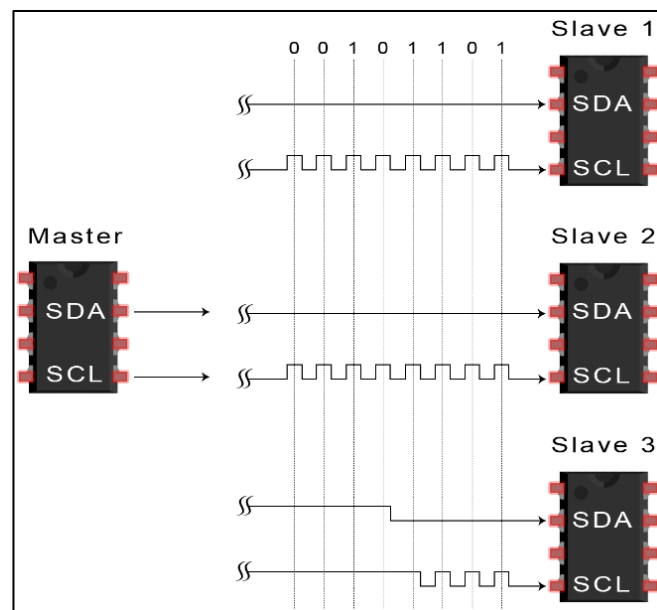 Slave 1
0 0 1 0 1 1 0 1
SDA
SCL
Master
SDA
SCL
Slave 2
SDA
SCL
Slave 3
SDA
SCL